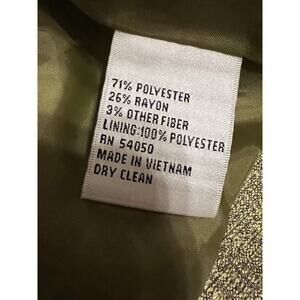 71% POLYESTER
26% RAYON
3% OTHER FIBER
LINING:100% POLYESTER
RN 54050
MADE IN VIETNAM
DRY CLEAN